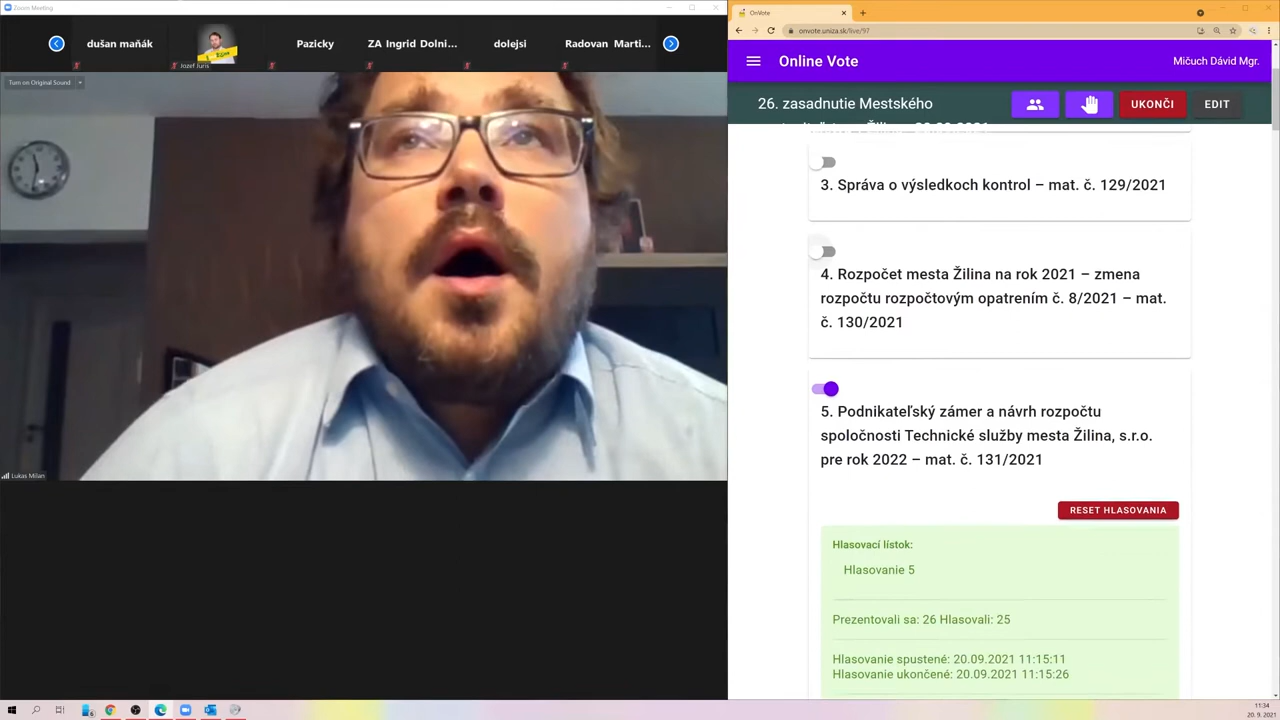 Zoom Meeting
dušan maňák
Jozef Juris
Pazicky
ZA Ingrid Dolni...
dolejsi
Radovan Marti...
Turn on Original Sound
Lukas Milan
OnVote
onvote.uniza.sk/live/97
Online Vote
Mičuch Dávid Mgr.
26. zasadnutie Mestského
UKONČI
EDIT
3. Správa o výsledkoch kontrol – mat. č. 129/2021
4. Rozpočet mesta Žilina na rok 2021 – zmena
rozpočtu rozpočtovým opatrením č. 8/2021 – mat.
č. 130/2021
5. Podnikateľský zámer a návrh rozpočtu
spoločnosti Technické služby mesta Žilina, s.r.o.
pre rok 2022 – mat. č. 131/2021
RESET HLASOVANIA
Hlasovací lístok:
Hlasovanie 5
Prezentovali sa: 26 Hlasovali: 25
Hlasovanie spustené: 20.09.2021 11:15:11
Hlasovanie ukončené: 20.09.2021 11:15:26
11:34
20. 9. 2021